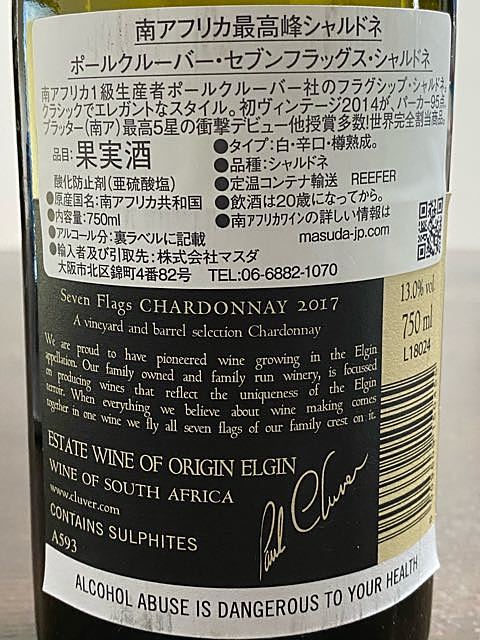 南アフリカ最高峰シャルドネ
ポールクルーバー・セブンフラッグス・シャルドネ
南アフリカ1級生産者ポールクルーバー社のフラグシップ・シャルドネ。
クラシックでエレガントなスタイル。初ヴィンテージ2014が、パーカー95点、
プラッター(南ア)最高5星の衝撃デビュー他授賞多数!世界完全割当商品。
品目:果実酒
酸化防止剤(亜硫酸塩)
●原産国名:南アフリカ共和国
●内容量:750ml
●アルコール分:裏ラベルに記載
●輸入者及び引取先:株式会社マスダ
大阪市北区錦町4番82号 TEL:06-6882-1070
●タイプ:白・辛口・樽熟成。
●品種:シャルドネ
●定温コンテナ輸送 REEFER
●飲酒は20歳になってから。
●南アフリカワインの詳しい情報は
masuda-jp.com
Seven Flags CHARDONNAY 2017
A vineyard and barrel selection Chardonnay
We are proud to have pioneered wine growing in the Elgin
appellation. Our family owned and family run winery, is focussed
on producing wines that reflect the uniqueness of the Elgin
terroir. When everything we believe about wine making comes
together in one wine we fly all seven flags of our family crest on it.
ESTATE WINE OF ORIGIN ELGIN
WINE OF SOUTH AFRICA
www.cluver.com
CONTAINS SULPHITES
A593
Paul Cluver
13.0% vol
750 ml
L18024
ALCOHOL ABUSE IS DANGEROUS TO YOUR HEALTH